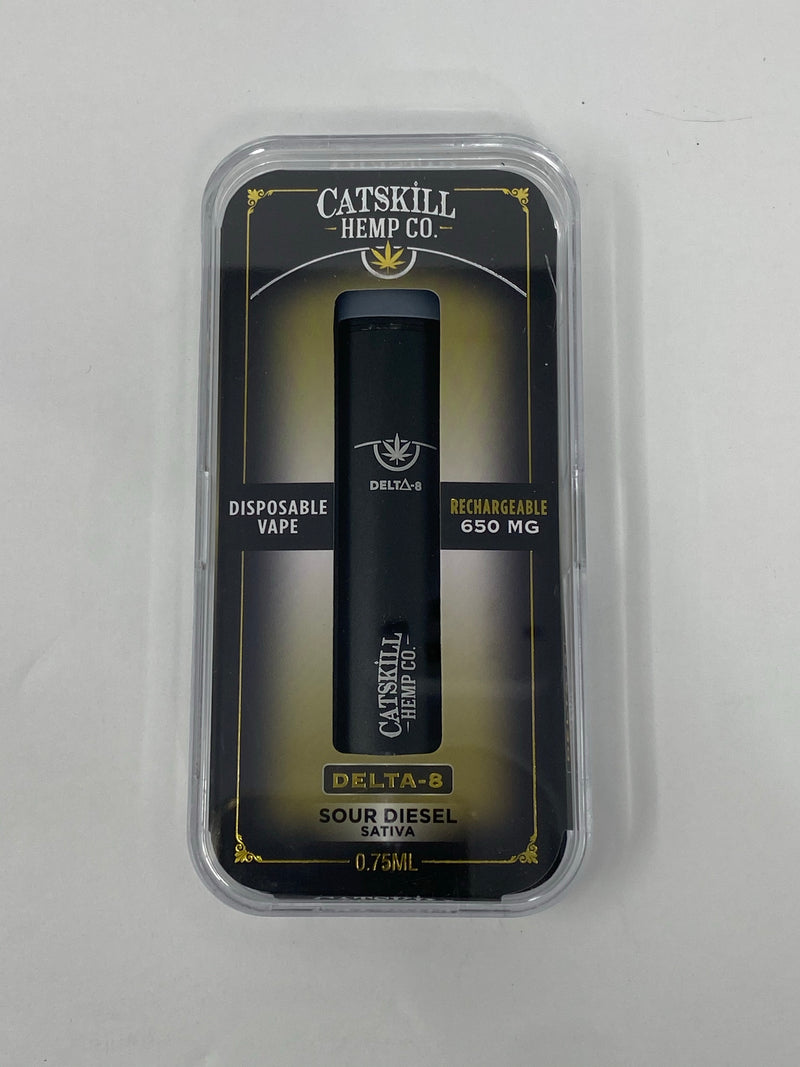 CATSKILL
HEMP CO.
DELTA-8
DISPOSABLE
VAPE
RECHARGEABLE
650 MG
CATSKILL
HEMP CO.
DELTA-8
SOUR DIESEL
SATIVA
0.75ML